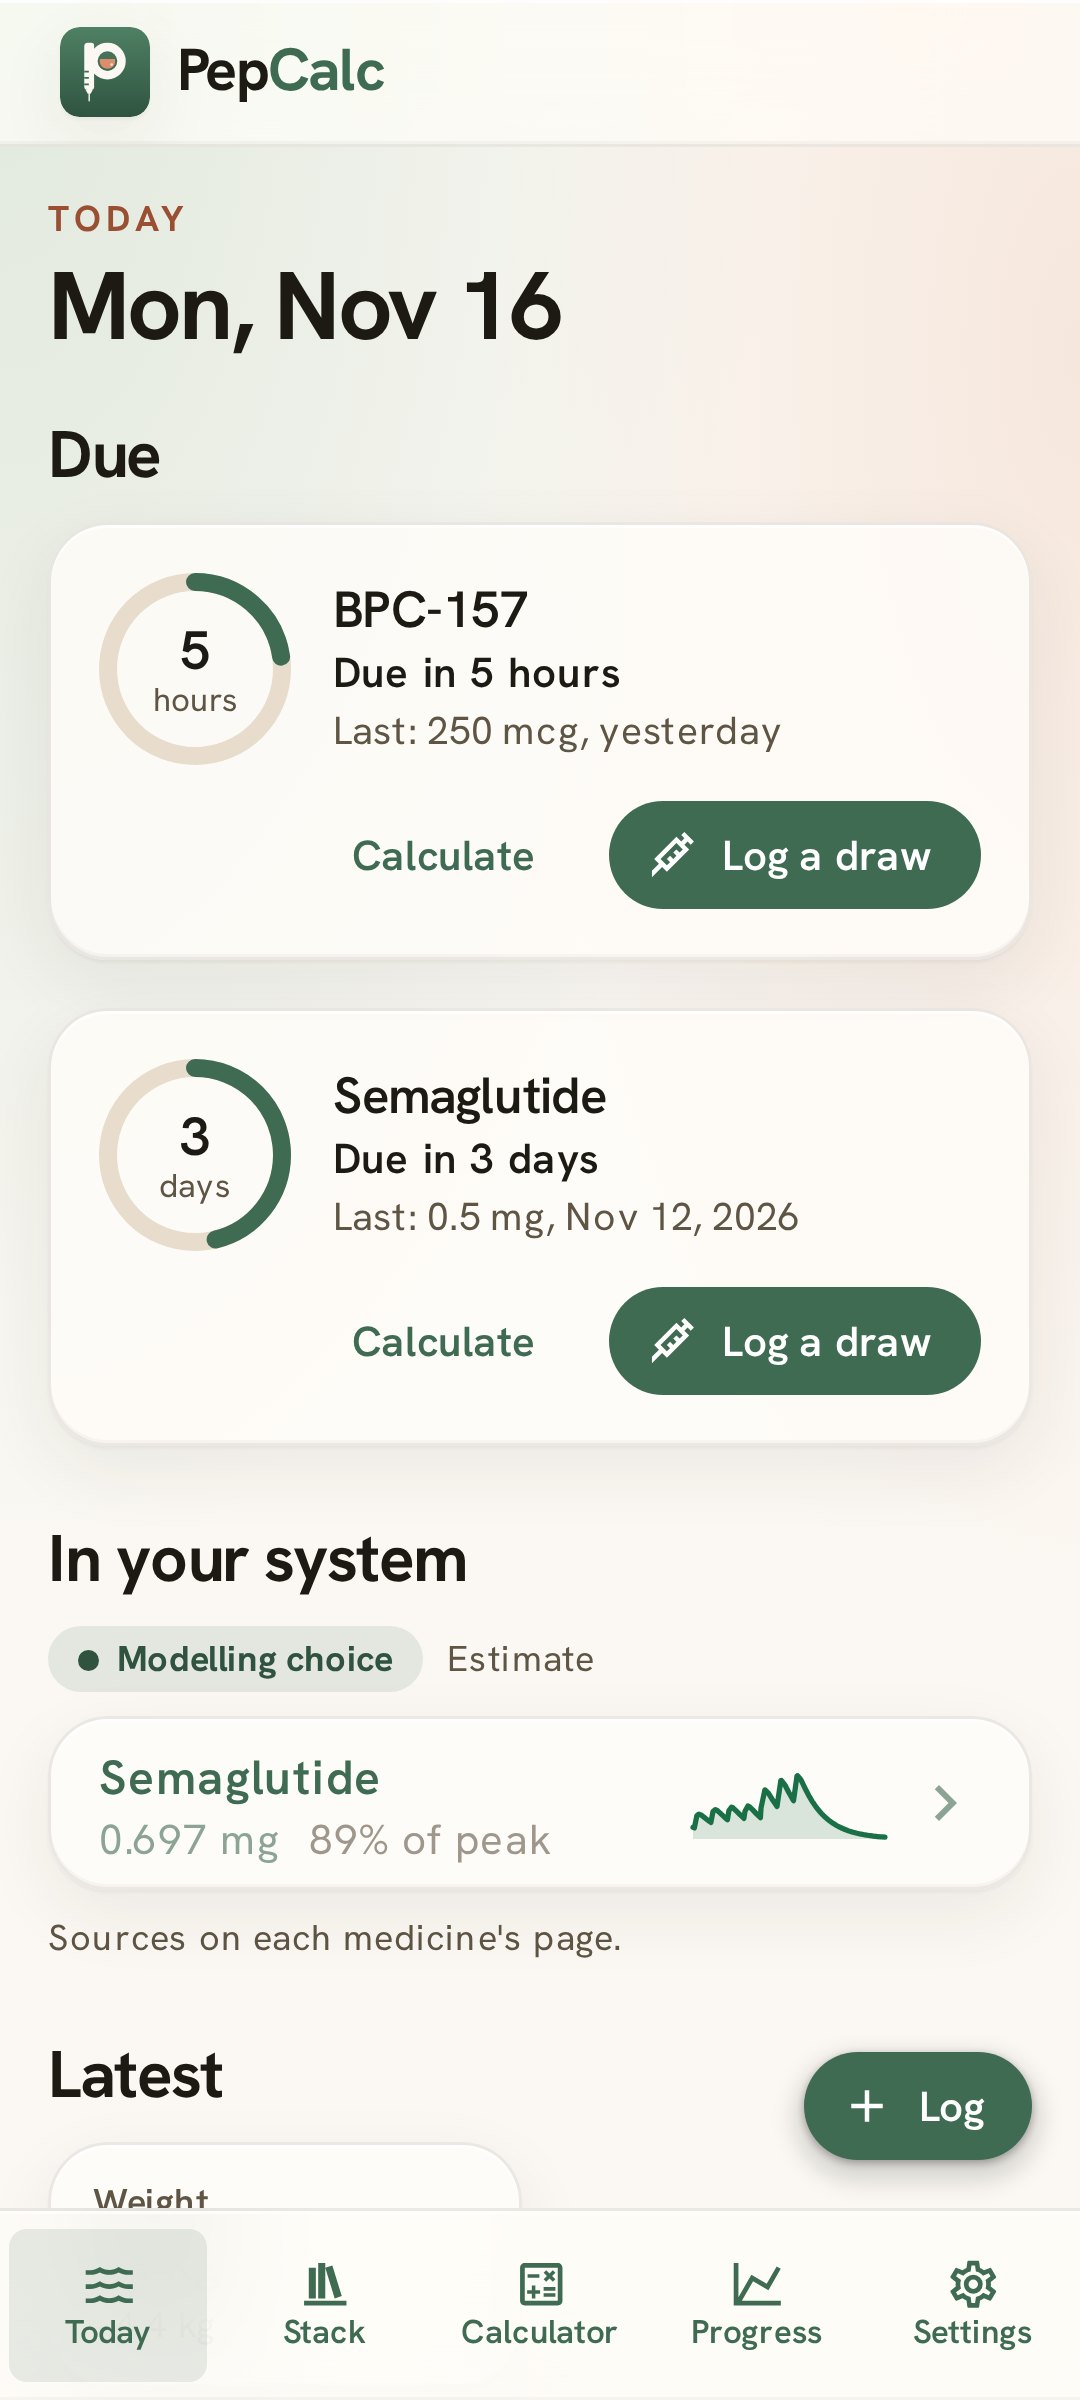 PepCalc
TODAY
Mon, Nov 16
Due
5
hours
BPC-157
Due in 5 hours
Last: 250 mcg, yesterday
Calculate
Log a draw
3
days
Semaglutide
Due in 3 days
Last: 0.5 mg, Nov 12, 2026
Calculate
Log a draw
In your system
Modelling choice
Estimate
Semaglutide
0.697 mg 89% of peak
Sources on each medicine's page.
Latest
+ Log
Weight
kg
Today
Stack
Calculator
Progress
Settings